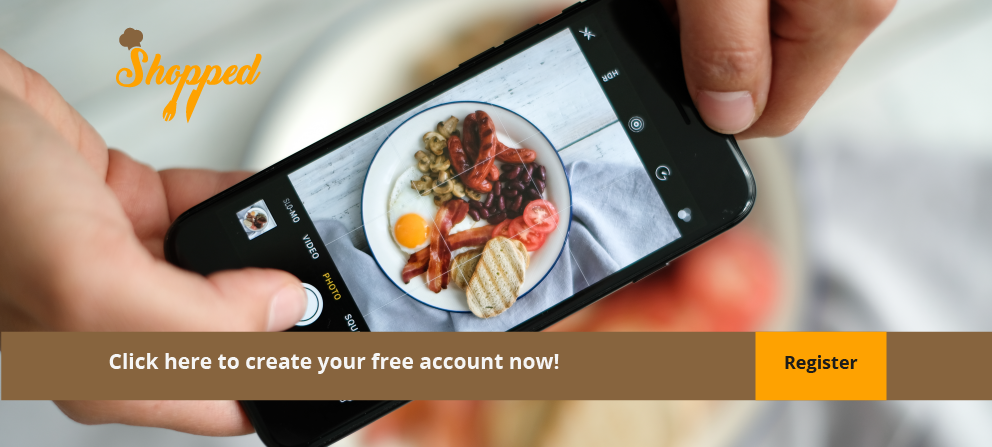 Shopped
HDR
SLO-MO
VIDEO
PHOTO
SQU
Click here to create your free account now!
Register